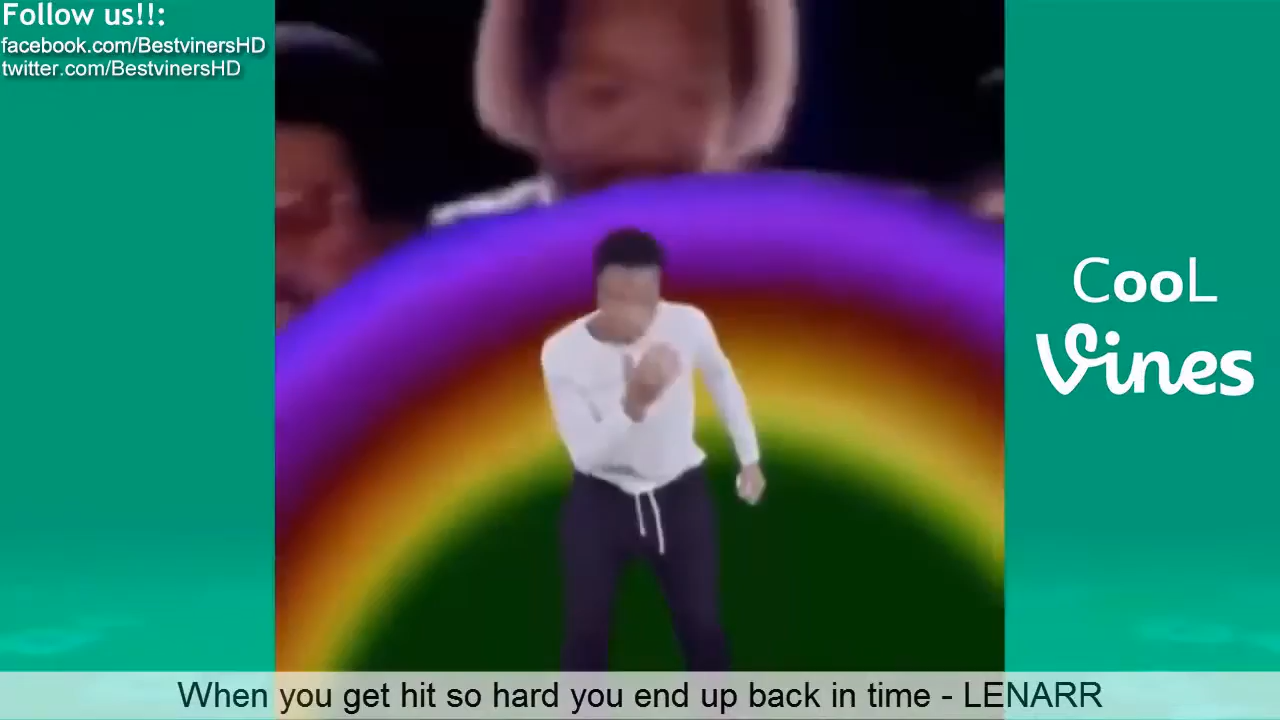 Follow us!!:
facebook.com/BestvinersHD
twitter.com/BestvinersHD
CooL
Vines
When you get hit so hard you end up back in time - LENARR